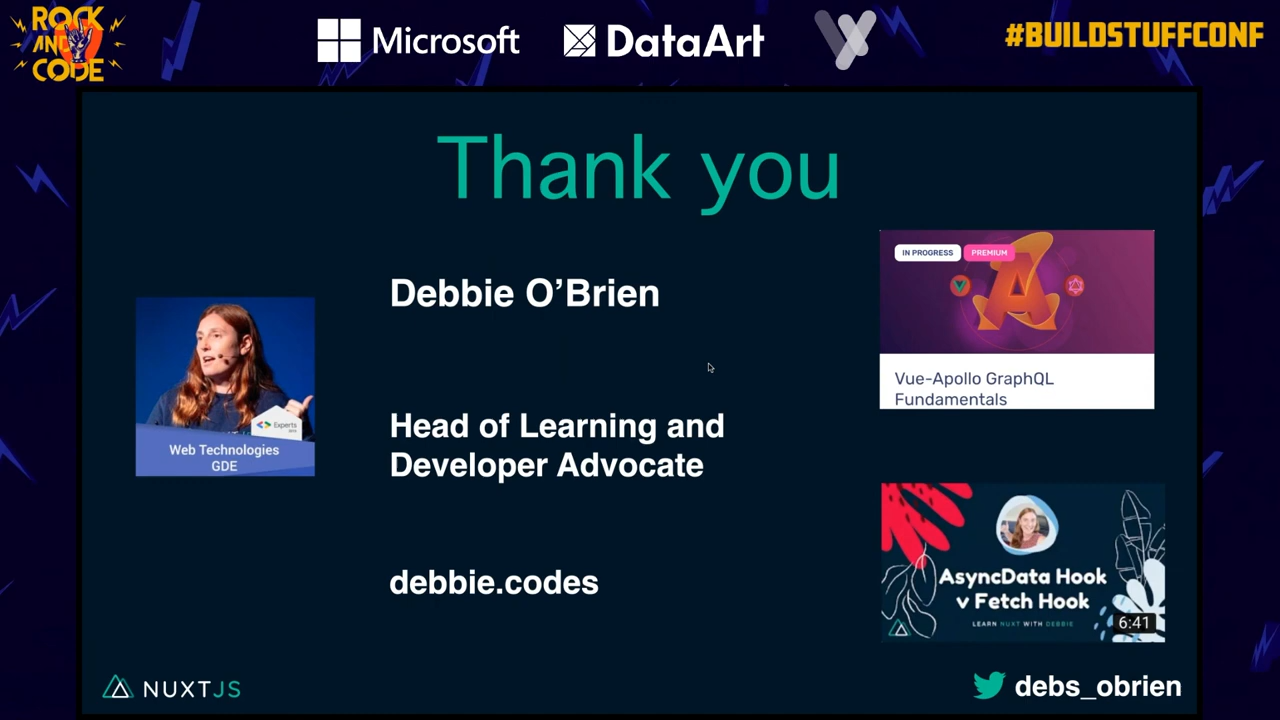 ROCK
AND
CODE
Microsoft
DataArt
#BUILDSTUFFCONF
Thank you
Debbie O’Brien
Head of Learning and
Developer Advocate
debbie.codes
Experts
Web Technologies
GDE
IN PROGRESS
PREMIUM
Vue-Apollo GraphQL
Fundamentals
AsyncData Hook
v Fetch Hook
LEARN NUXT WITH DEBBIE
6:41
NUXTJS
debs_obrien